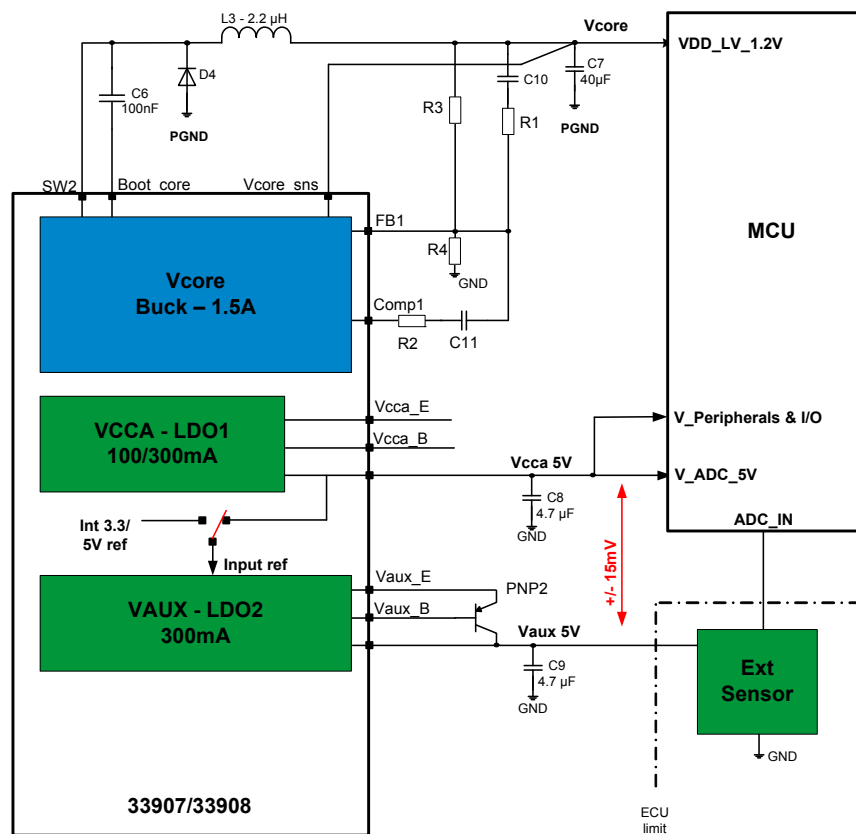 L3 - 2.2 µH
Vcore
VDD_LV_1.2V
D4
C6
100nF
PGND
C10
C7
40µF
PGND
R3
R1
SW2
Boot_core
Vcore_sns
FB1
MCU
R4
GND
Vcore
Buck – 1.5A
Comp1
R2
C11
Vcca_E
VCCA - LDO1
100/300mA
Vcca_B
V_Peripherals & I/O
Vcca 5V
V_ADC_5V
C8
4.7 µF
GND
Int 3.3/
5V ref
ADC_IN
Input ref
+/- 15mV
Vaux_E
PNP2
VAUX - LDO2
300mA
Vaux_B
Vaux 5V
C9
4.7 µF
GND
Ext
Sensor
GND
33907/33908
ECU
limit